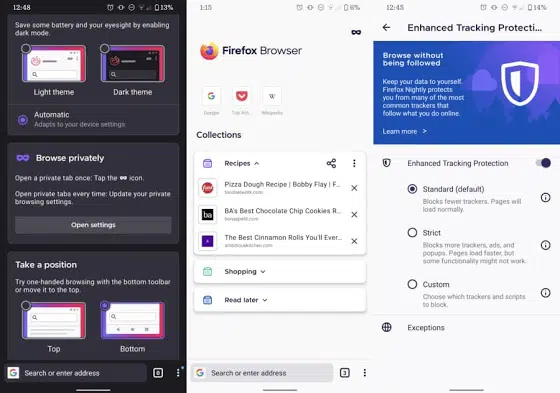 12:48
13%
Save some battery and your eyesight by enabling
dark mode.
Light theme
Dark theme
Automatic
Adapts to your device settings
Browse privately
Open a private tab once: Tap the icon.
Open private tabs every time: Update your private
browsing settings.
Open settings
Take a position
Try one-handed browsing with the bottom toolbar
or move it to the top.
Top
Bottom
Search or enter address
0
1:15
6%
Firefox Browser
G
W
Google
Top Arti...
Wikipedia
Collections
Recipes
Pizza Dough Recipe | Bobby Flay | F...
foodnetwork.com
ba
BA's Best Chocolate Chip Cookies R...
bonappetit.com
The Best Cinnamon Rolls You'll Ever...
ambitiouskitchen.com
Shopping
Read later
G
Search or enter address
3
12:45
14%
Enhanced Tracking Protecti...
Browse without
being followed
Keep your data to yourself.
Firefox Nightly protects
you from many of the most
common trackers that
follow what you do online.
Learn more >
Enhanced Tracking Protection
Standard (default)
Blocks fewer trackers. Pages will
load normally.
Strict
Blocks more trackers, ads, and
popups. Pages load faster, but
some functionality might not work.
Custom
Choose which trackers and scripts
to block.
Exceptions